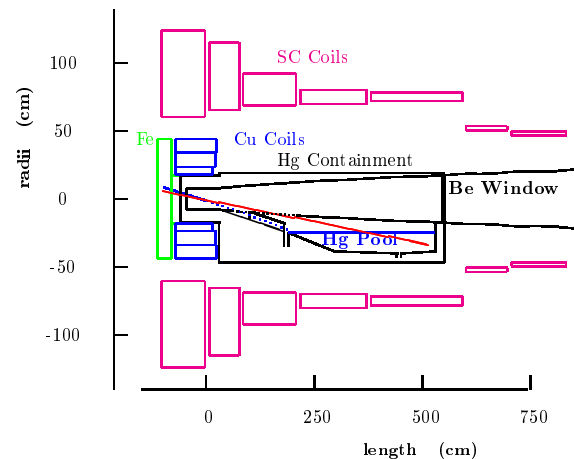 SC Coils
100
Fe
Cu Coils
50
Hg Containment
radii (cm)
Be Window
0
Hg Pool
-50
-100
0 250 500 750
length (cm)